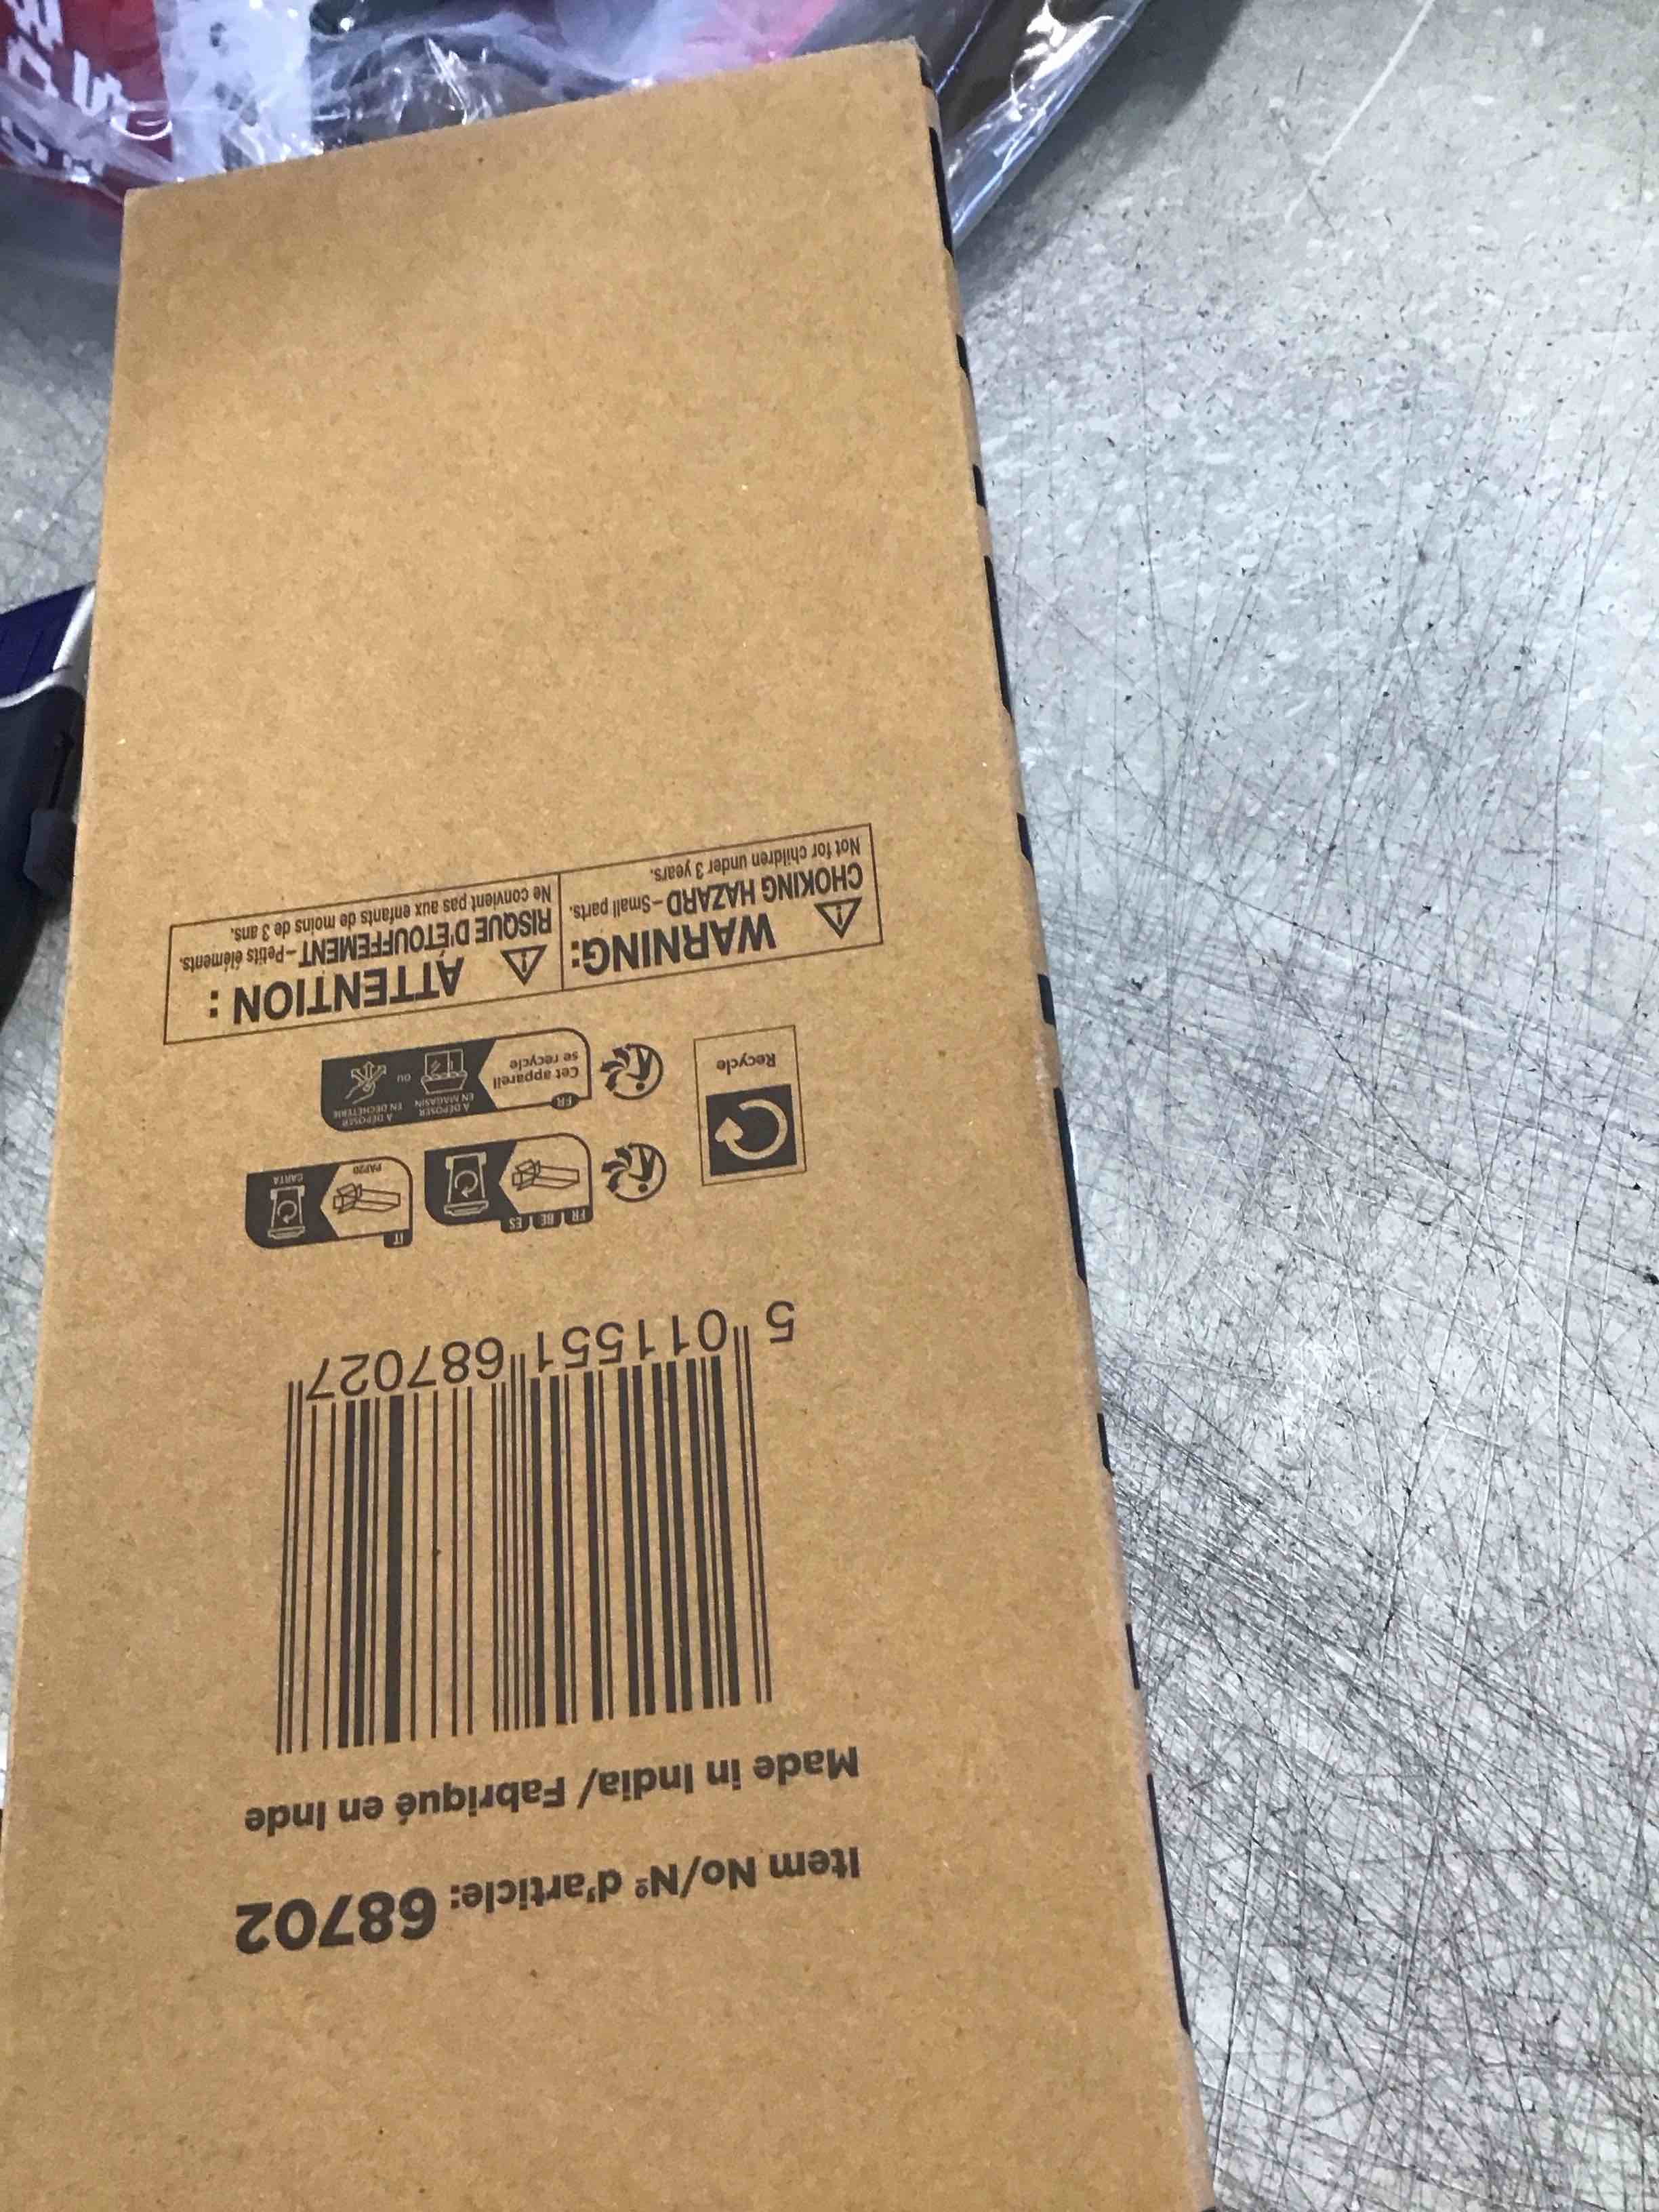 Item No/Nº d'article: 68702
Made in India/ Fabriqué en Inde
5 011551 687027
FR BE ES
IT
PAP20
CARTA
FR
Cet appareil
se recycle
À DÉPOSER
EN MAGASIN
OU
À DÉPOSER
EN DÉCHÈTERIE
Recycle
WARNING:
CHOKING HAZARD–Small parts.
Not for children under 3 years.
ATTENTION :
RISQUE D'ÉTOUFFEMENT–Petits éléments.
Ne convient pas aux enfants de moins de 3 ans.